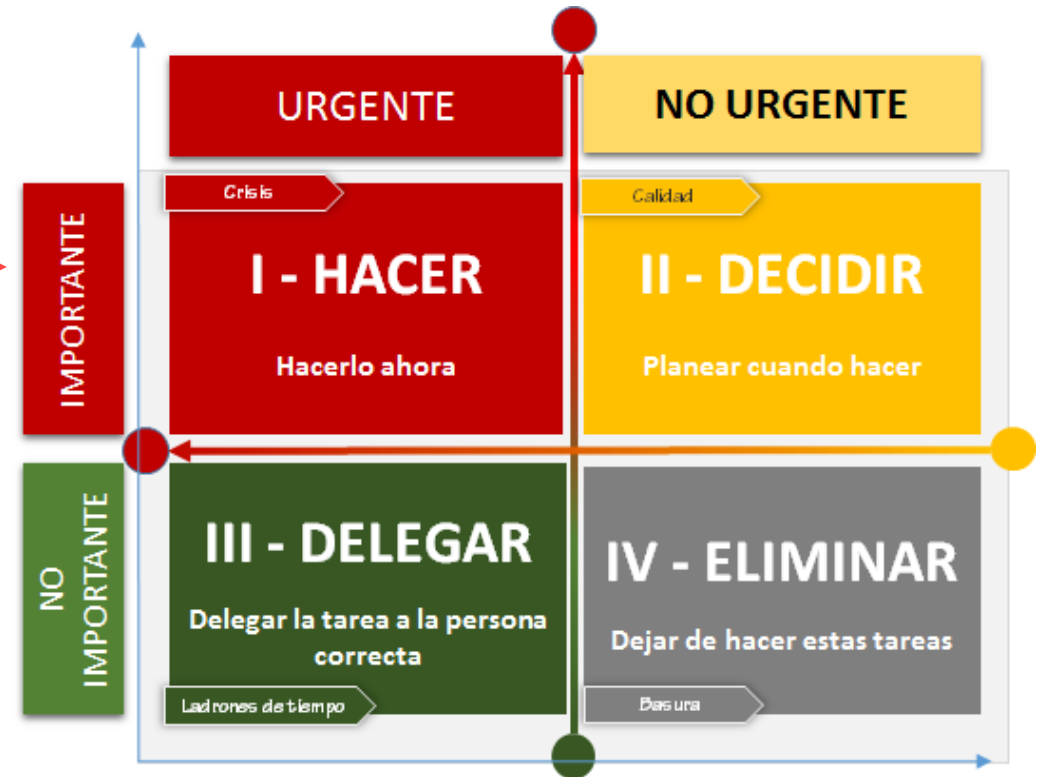 URGENTE
NO URGENTE
IMPORTANTE
Crisis
I - HACER
Hacerlo ahora
Calidad
II - DECIDIR
Planear cuando hacer
NO
IMPORTANTE
III - DELEGAR
Delegar la tarea a la persona
correcta
Ladrones de tiempo
IV - ELIMINAR
Dejar de hacer estas tareas
Basura